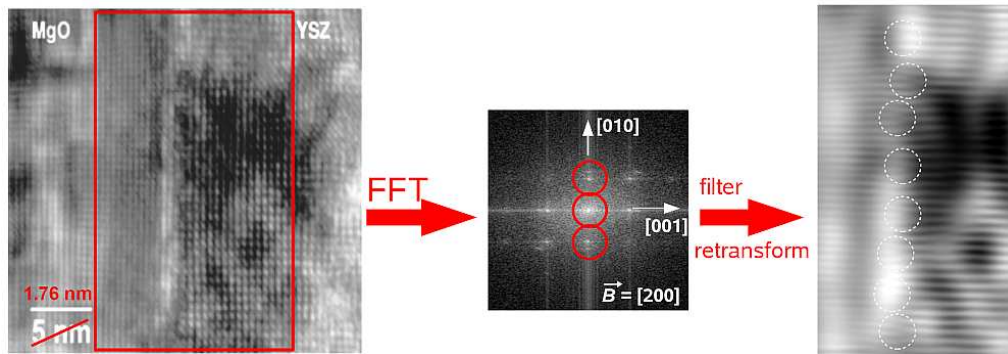 MgO
YSZ
1.76 nm
5 nm
FFT
[010]
[001]
B = [200]
filter
retransform